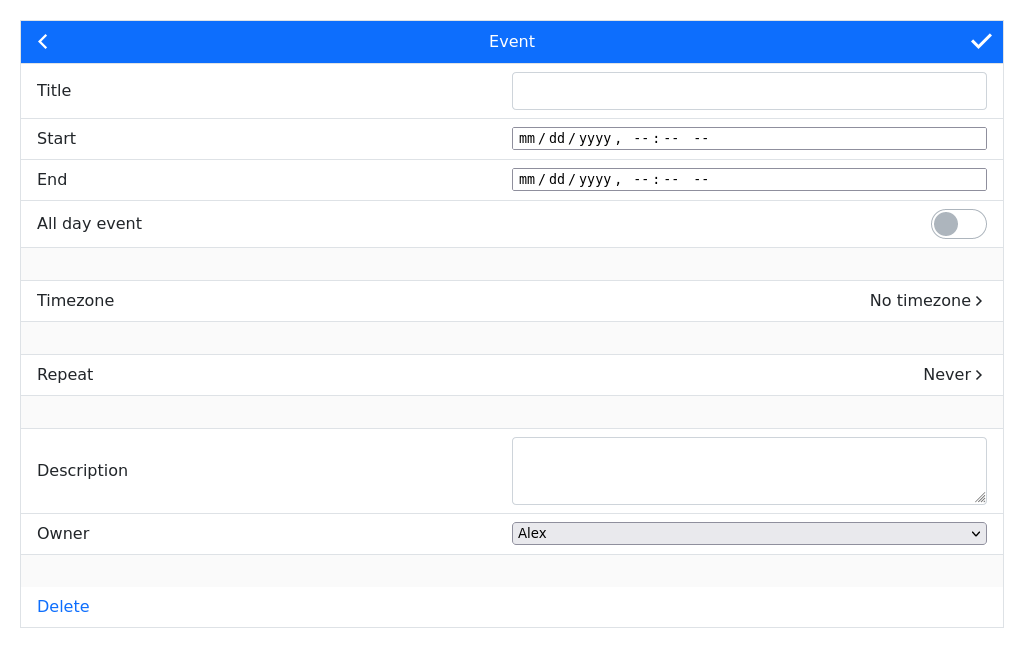 Event
Title
Start mm/dd/yyyy, --:-- --
End mm/dd/yyyy, --:-- --
All day event
Timezone No timezone
Repeat Never
Description
Owner Alex
Delete